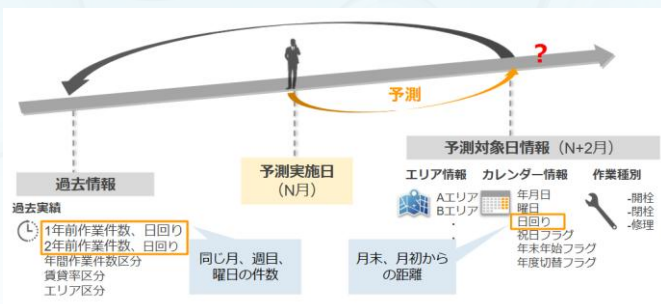 ?
予測
予測実施日
(N月)
過去情報
過去実績
1年前作業件数、日回り
2年前作業件数、日回り
年間作業件数区分
賃貸率区分
エリア区分
同じ月、週目、
曜日の件数
予測対象日情報（N+2月）
エリア情報
Aエリア
Bエリア
.
.
カレンダー情報
年月日
曜日
日回り
祝日フラグ
年末年始フラグ
年度切替フラグ
作業種別
-開栓
-閉栓
-修理
月末、月初から
の距離